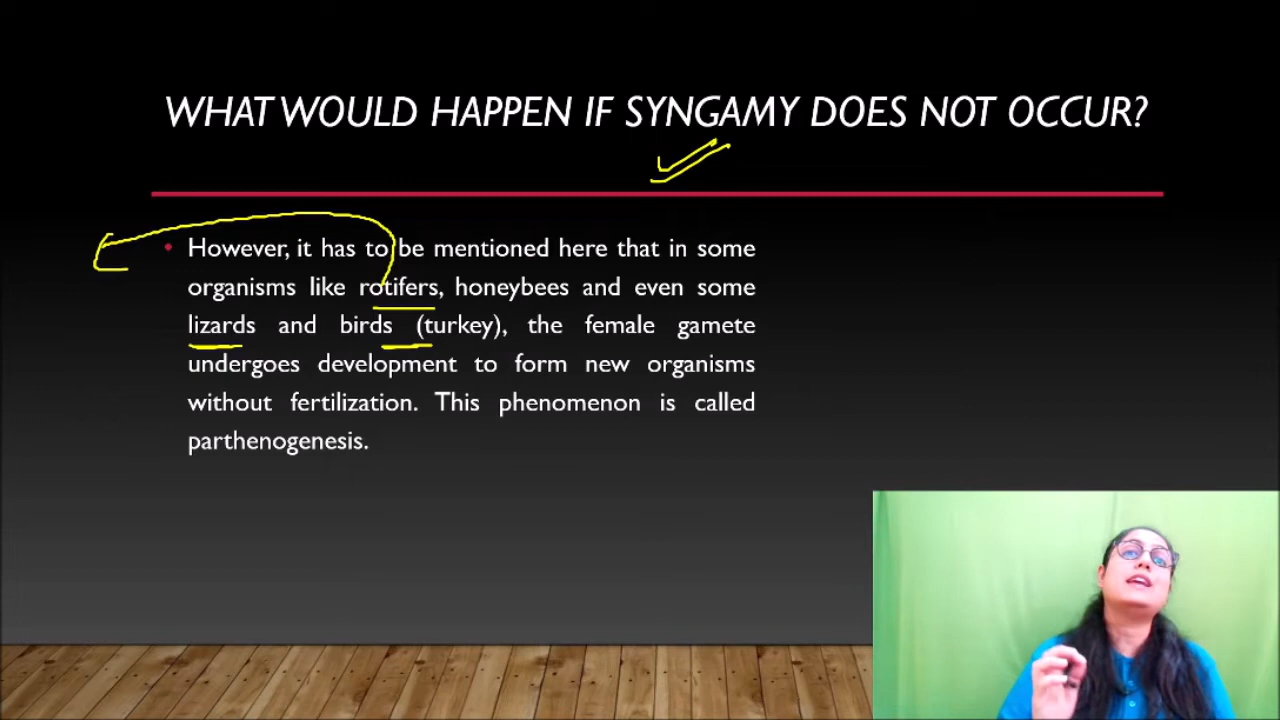 WHAT WOULD HAPPEN IF SYNGAMY DOES NOT OCCUR?
• However, it has to be mentioned here that in some
organisms like rotifers, honeybees and even some
lizards and birds (turkey), the female gamete
undergoes development to form new organisms
without fertilization. This phenomenon is called
parthenogenesis.